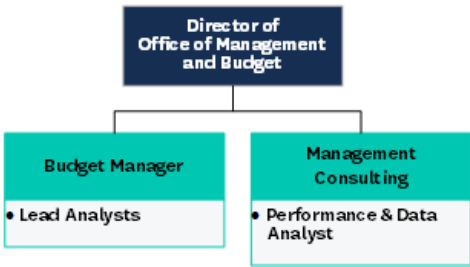 Director of
Office of Management
and Budget
Budget Manager
• Lead Analysts
Management
Consulting
• Performance & Data
Analyst